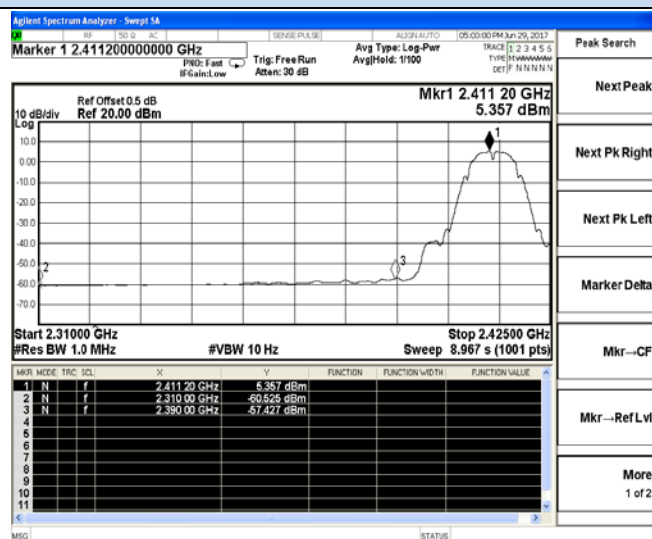 Agilent Spectrum Analyzer - Swept SA
RF 50 Ω AC SENSE:PULSE ALIGN AUTO 05:00:00 PM Jun 29, 2017
Marker 1 2.411200000000 GHz
PNO: Fast
IFGain:Low
Trig: Free Run
Atten: 30 dB
Avg Type: Log-Pwr
Avg|Hold: 1/100
TRACE 1 2 3 4 5 6
TYPE MWWWWW
DET P N N N N N
Peak Search
Next Peak
Next Pk Right
Next Pk Left
Marker Delta
Mkr→CF
Mkr→Ref Lvl
More
1 of 2
Mkr1 2.411 20 GHz
5.357 dBm
Ref Offset 0.5 dB
10 dB/div Ref 20.00 dBm
Log
10.0
0.00
-10.0
-20.0
-30.0
-40.0
-50.0
-60.0
-70.0
1
2
3
Start 2.31000 GHz Stop 2.42500 GHz
#Res BW 1.0 MHz #VBW 10 Hz Sweep 8.967 s (1001 pts)
MKR MODE TRC SCL X Y FUNCTION FUNCTION WIDTH FUNCTION VALUE
1 N f 2.411 20 GHz 5.357 dBm
2 N f 2.310 00 GHz -60.525 dBm
3 N f 2.390 00 GHz -57.427 dBm
4
5
6
7
8
9
10
11
MSG STATUS